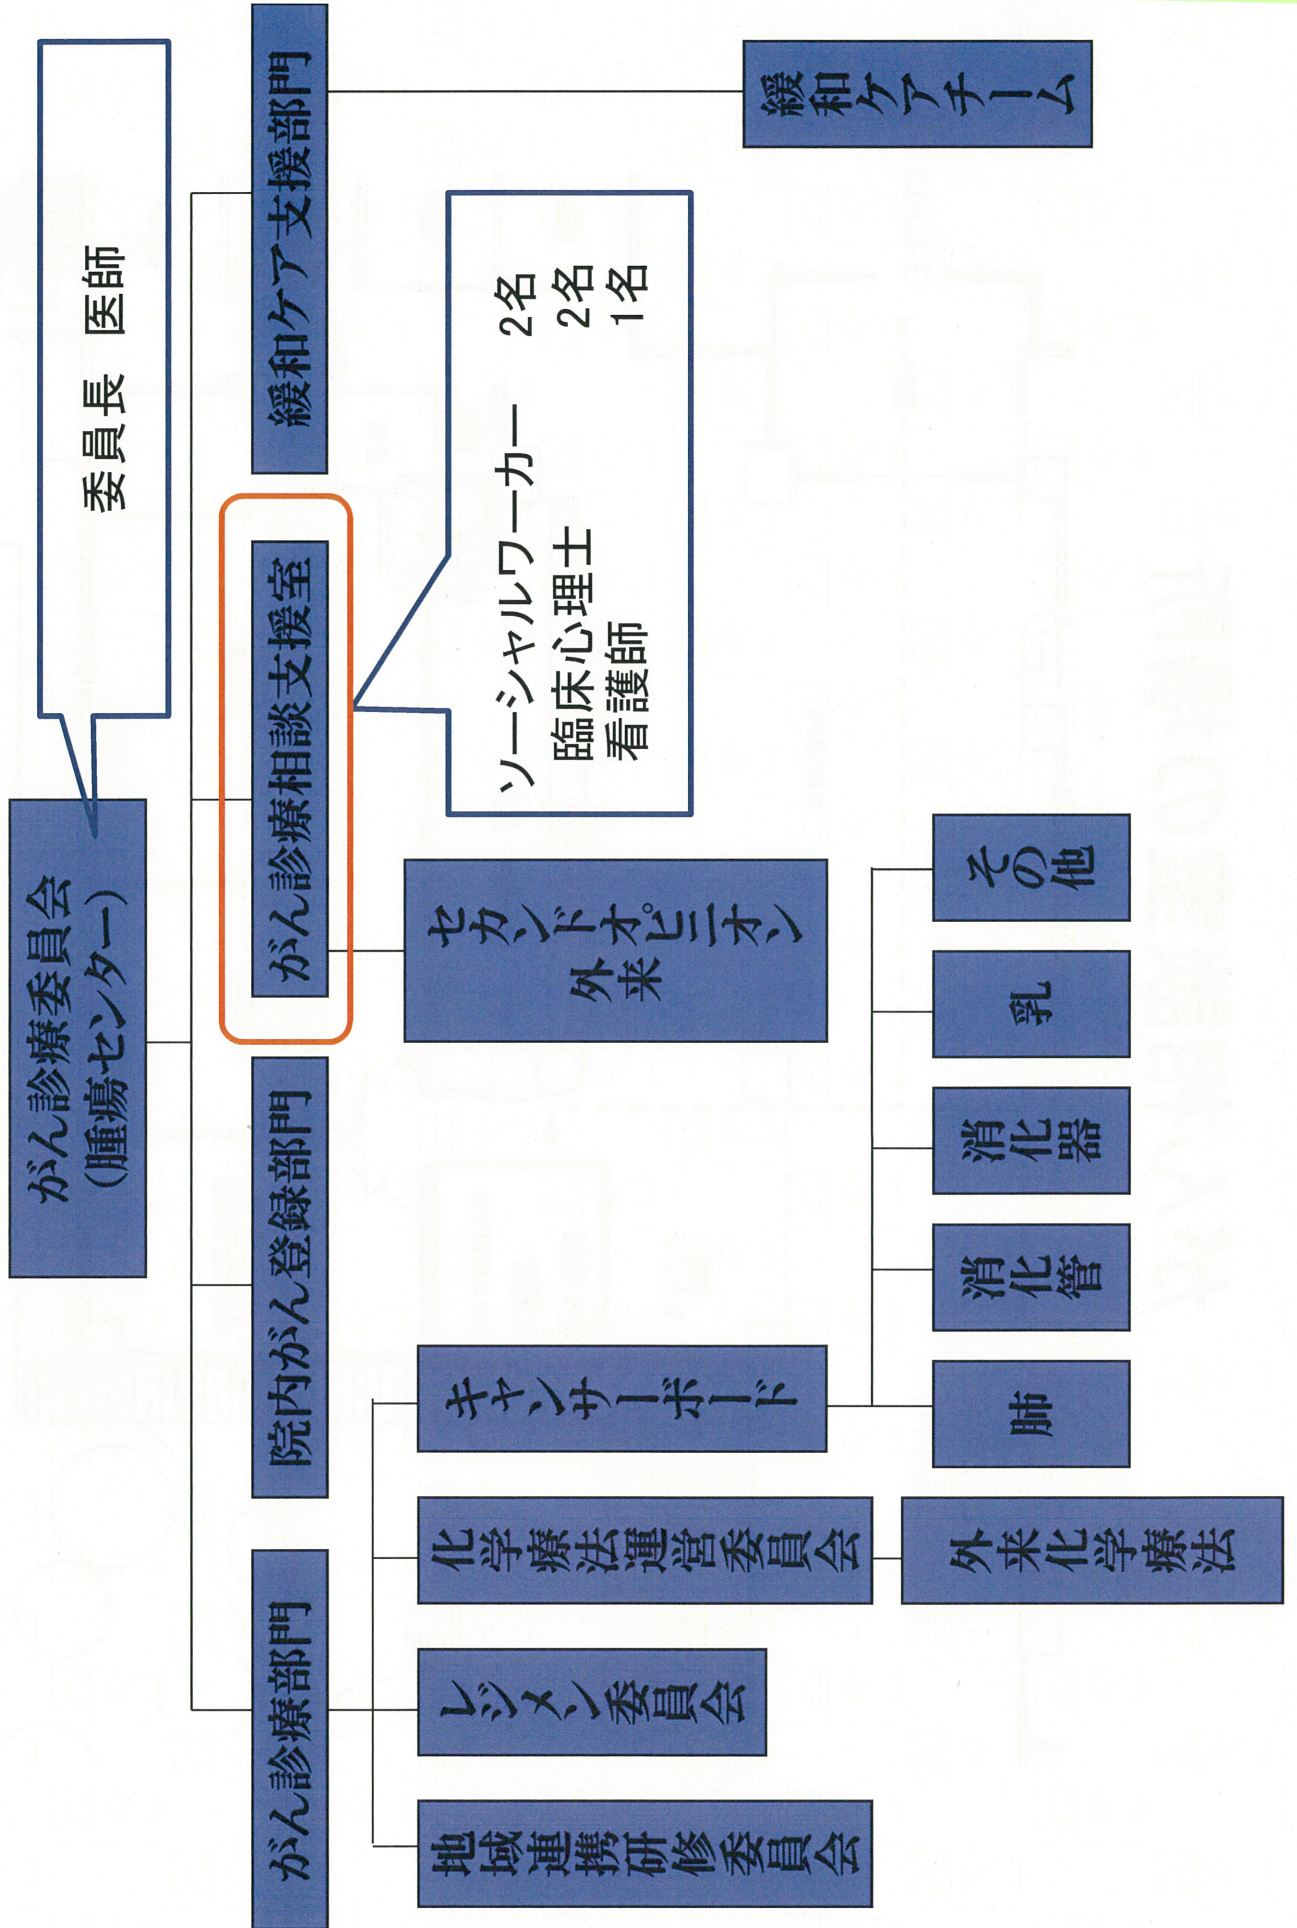 がん診療委員会
(腫瘍センター)
委員長 医師
がん診療部門
院内がん登録部門
がん診療相談支援室
緩和ケア支援部門
ソーシャルワーカー 2名
臨床心理士 2名
看護師 1名
地域連携研修委員会
レジメン委員会
化学療法運営委員会
キャンサーボード
セカンドオピニオン
外来
緩和ケアチーム
外来化学療法
肺
消化管
消化器
乳
その他